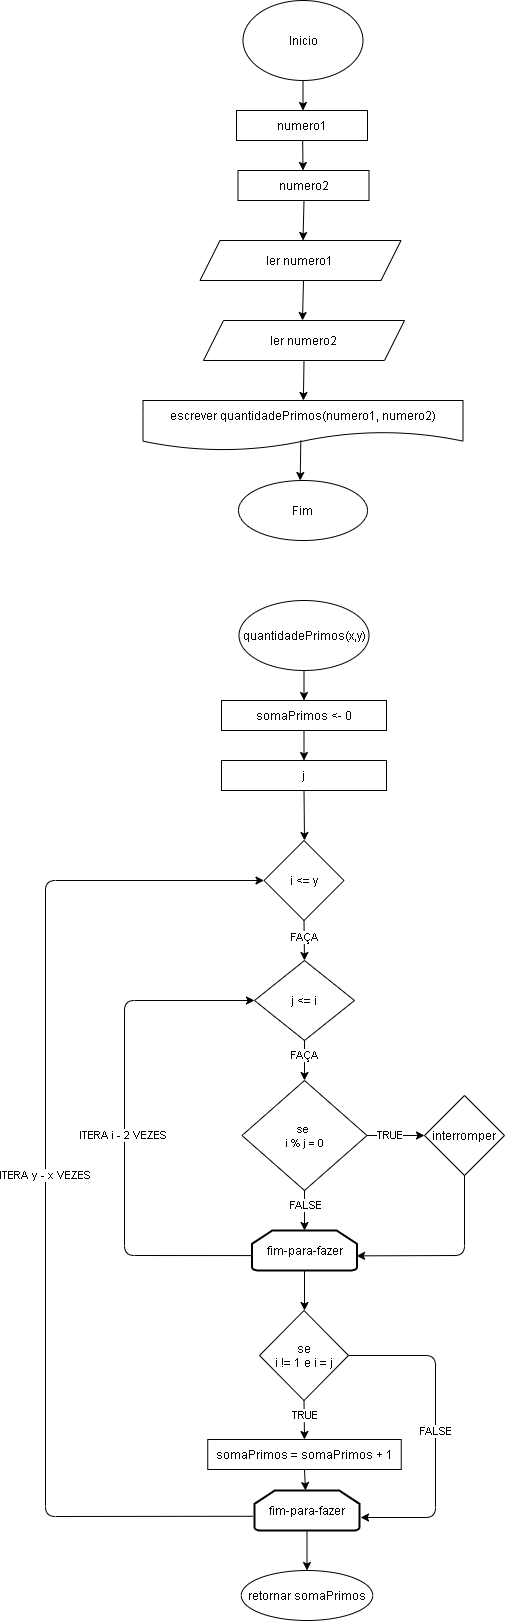 Inicio
numero1
numero2
ler numero1
ler numero2
escrever quantidadePrimos(numero1, numero2)
Fim
quantidadePrimos(x,y)
somaPrimos <- 0
j
i <= y
FAÇA
j <= i
FAÇA
ITERA i - 2 VEZES
se
i % j = 0
TRUE
interromper
ITERA y - x VEZES
FALSE
fim-para-fazer
se
i != 1 e i = j
TRUE
FALSE
somaPrimos = somaPrimos + 1
fim-para-fazer
retornar somaPrimos